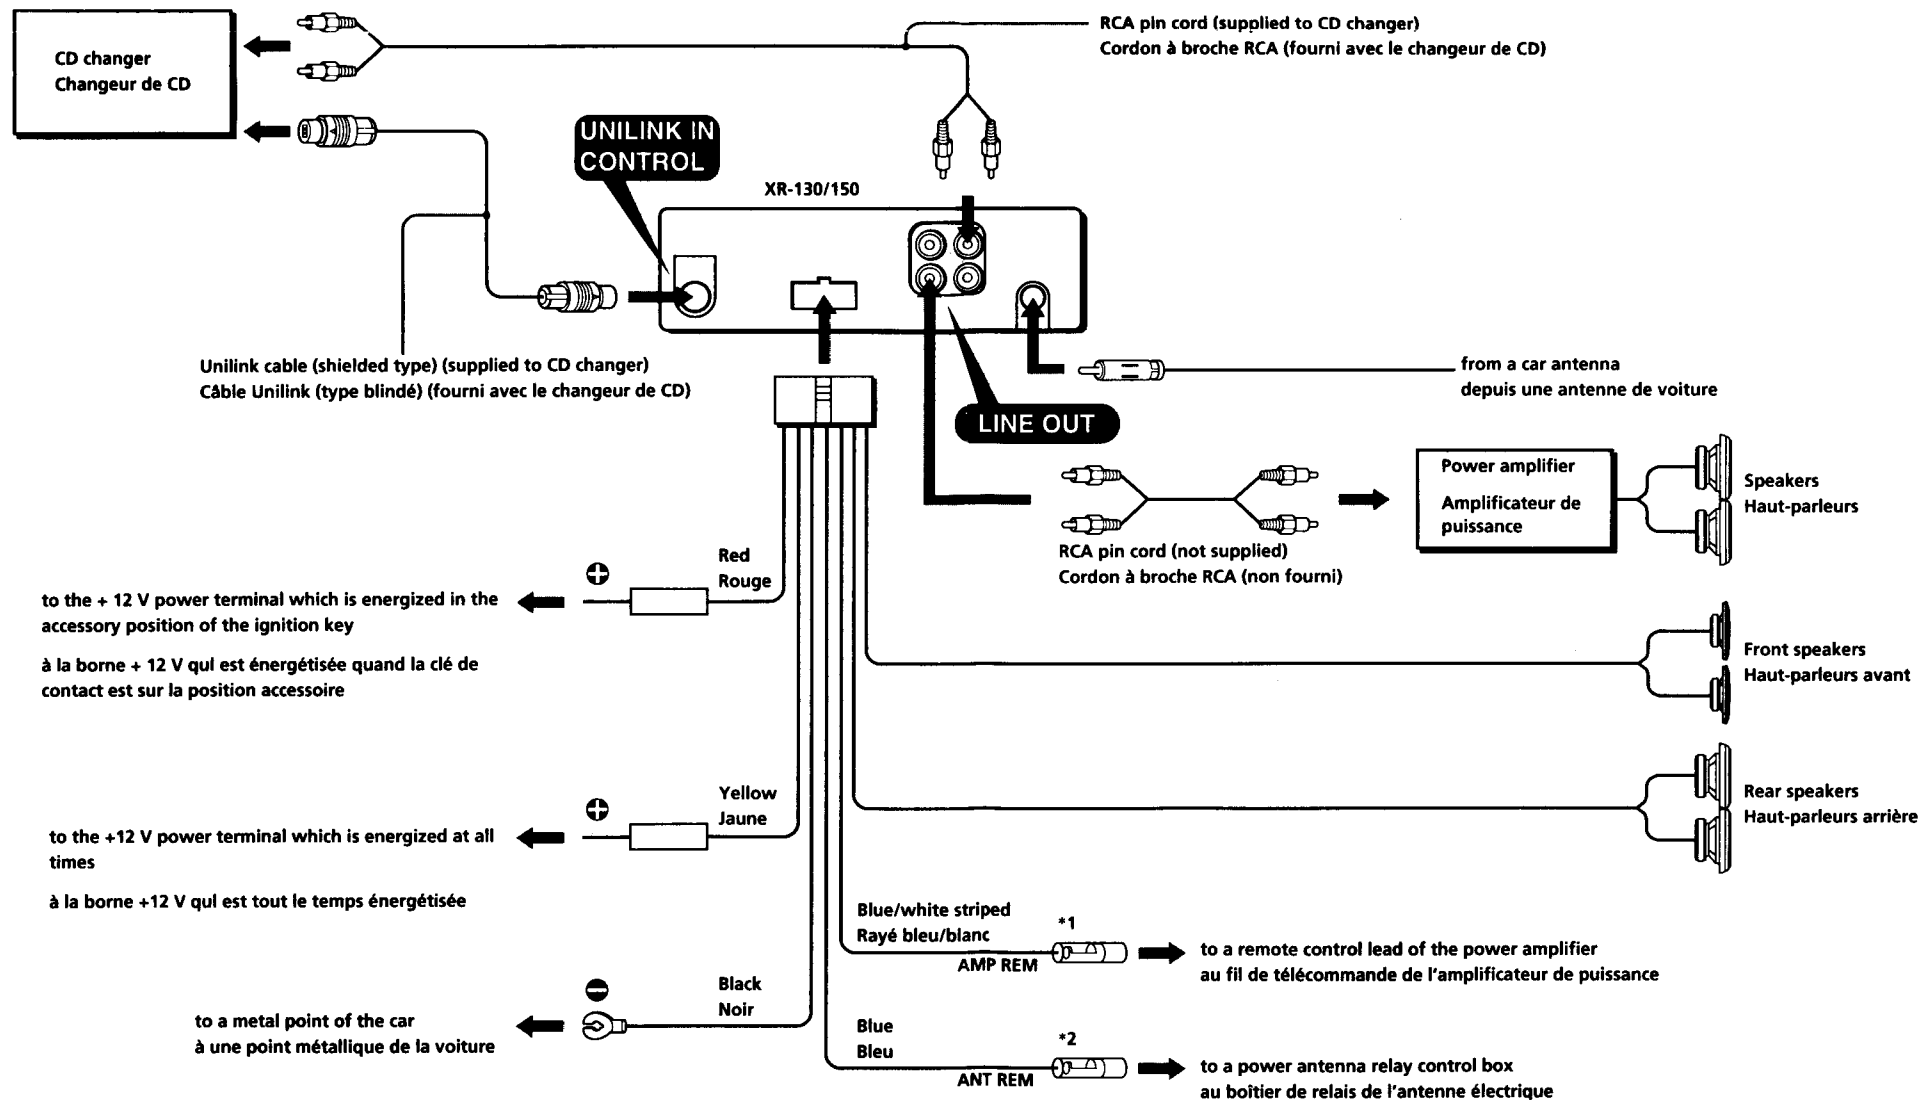 CD changer
Changeur de CD
RCA pin cord (supplied to CD changer)
Cordon à broche RCA (fourni avec le changeur de CD)
UNILINK IN
CONTROL
XR-130/150
Unilink cable (shielded type) (supplied to CD changer)
Câble Unilink (type blindé) (fourni avec le changeur de CD)
from a car antenna
depuis une antenne de voiture
LINE OUT
Power amplifier
Amplificateur de
puissance
Speakers
Haut-parleurs
RCA pin cord (not supplied)
Cordon à broche RCA (non fourni)
Red
Rouge
to the + 12 V power terminal which is energized in the
accessory position of the ignition key
à la borne + 12 V qui est énergétisée quand la clé de
contact est sur la position accessoire
Front speakers
Haut-parleurs avant
Yellow
Jaune
to the +12 V power terminal which is energized at all
times
à la borne +12 V qui est tout le temps énergétisée
Rear speakers
Haut-parleurs arrière
Blue/white striped
Rayé bleu/blanc
AMP REM
*1
to a remote control lead of the power amplifier
au fil de télécommande de l'amplificateur de puissance
Black
Noir
to a metal point of the car
à une point métallique de la voiture
Blue
Bleu
ANT REM
*2
to a power antenna relay control box
au boîtier de relais de l'antenne électrique